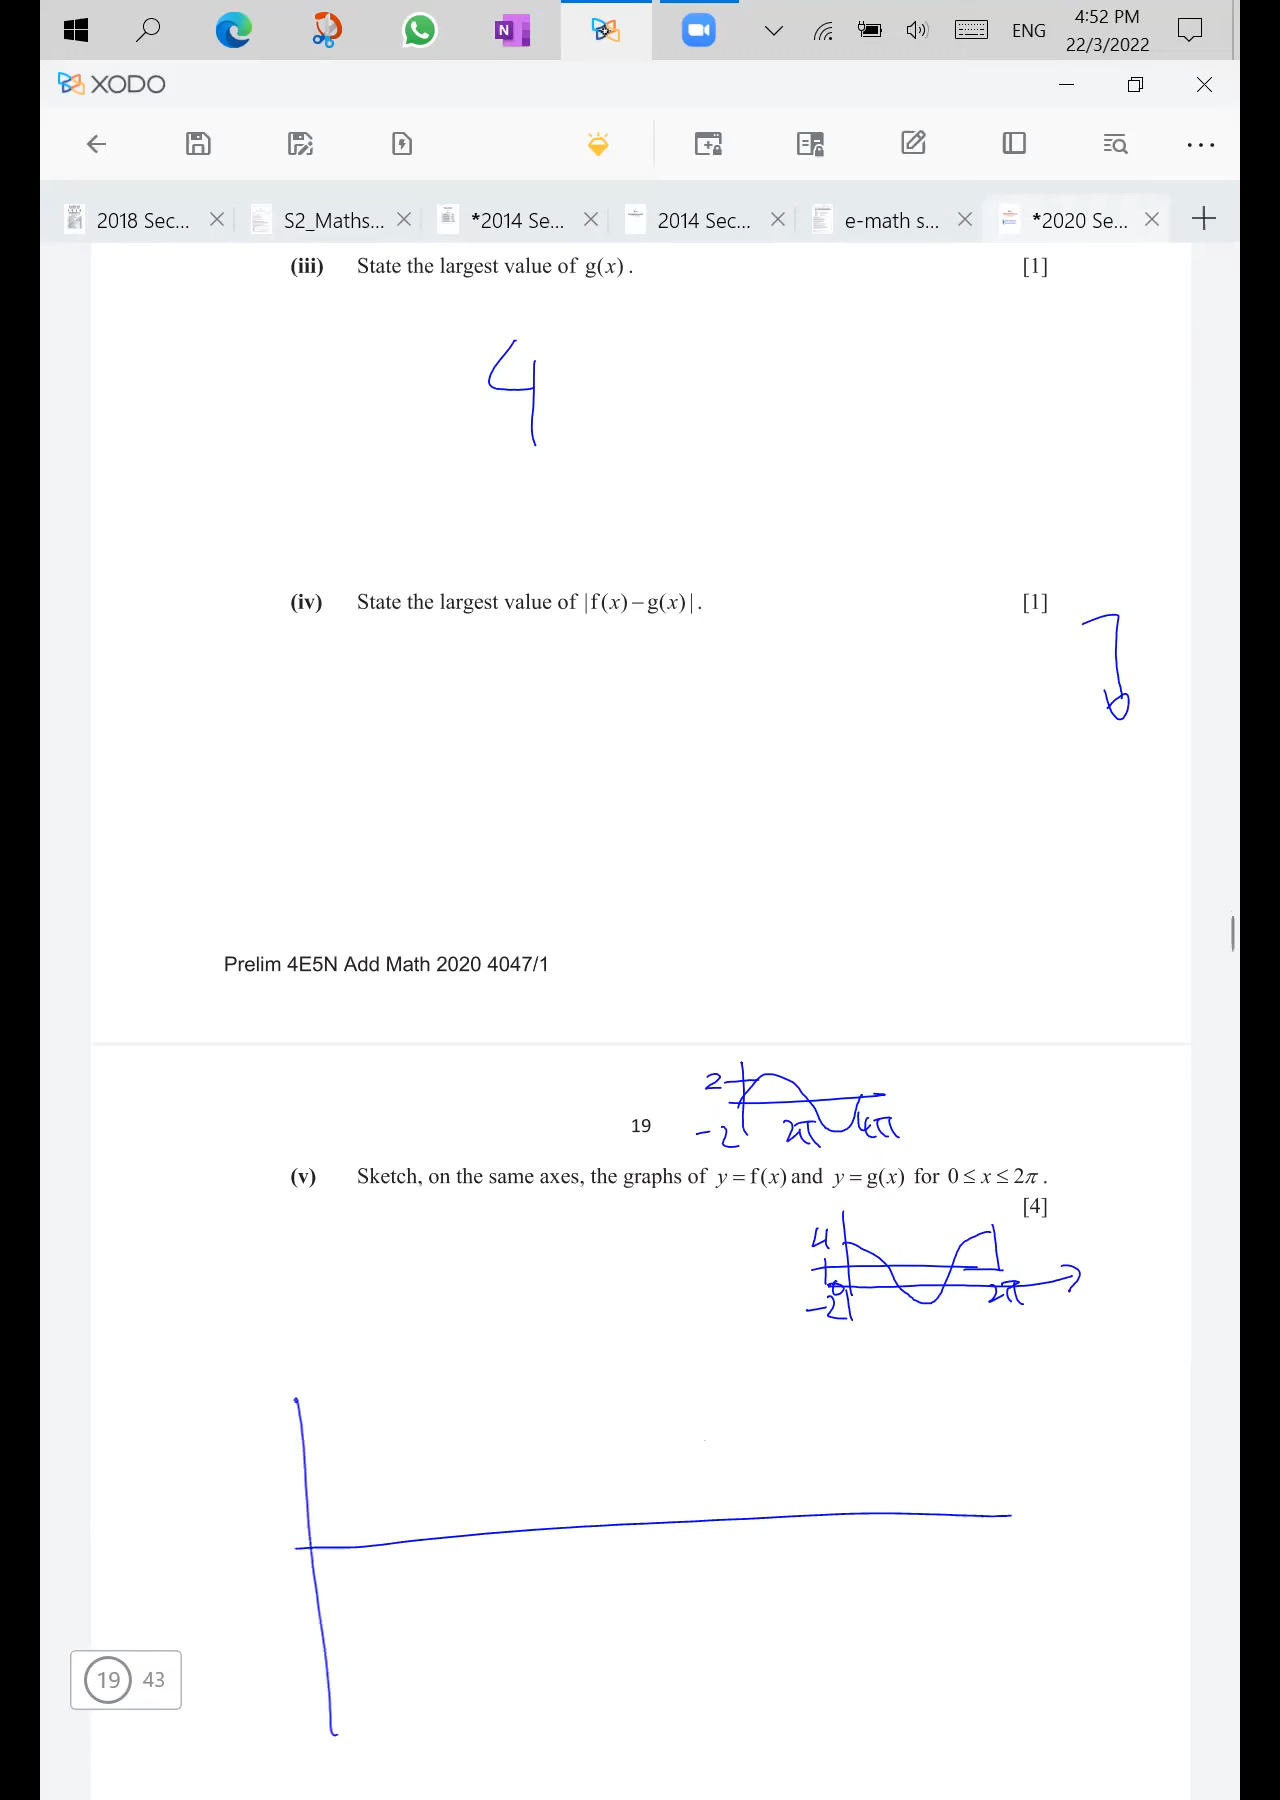 4:52 PM
ENG
22/3/2022
XODO
2018 Sec...
S2_Maths...
*2014 Se...
2014 Sec...
e-math s...
*2020 Se...
(iii) State the largest value of g(x). [1]
4
(iv) State the largest value of |f(x) − g(x)|. [1]
Prelim 4E5N Add Math 2020 4047/1
2
19
-2 2π 4π
(v) Sketch, on the same axes, the graphs of y = f(x) and y = g(x) for 0 ≤ x ≤ 2π.
[4]
4
1
0
-2 2π
19 43